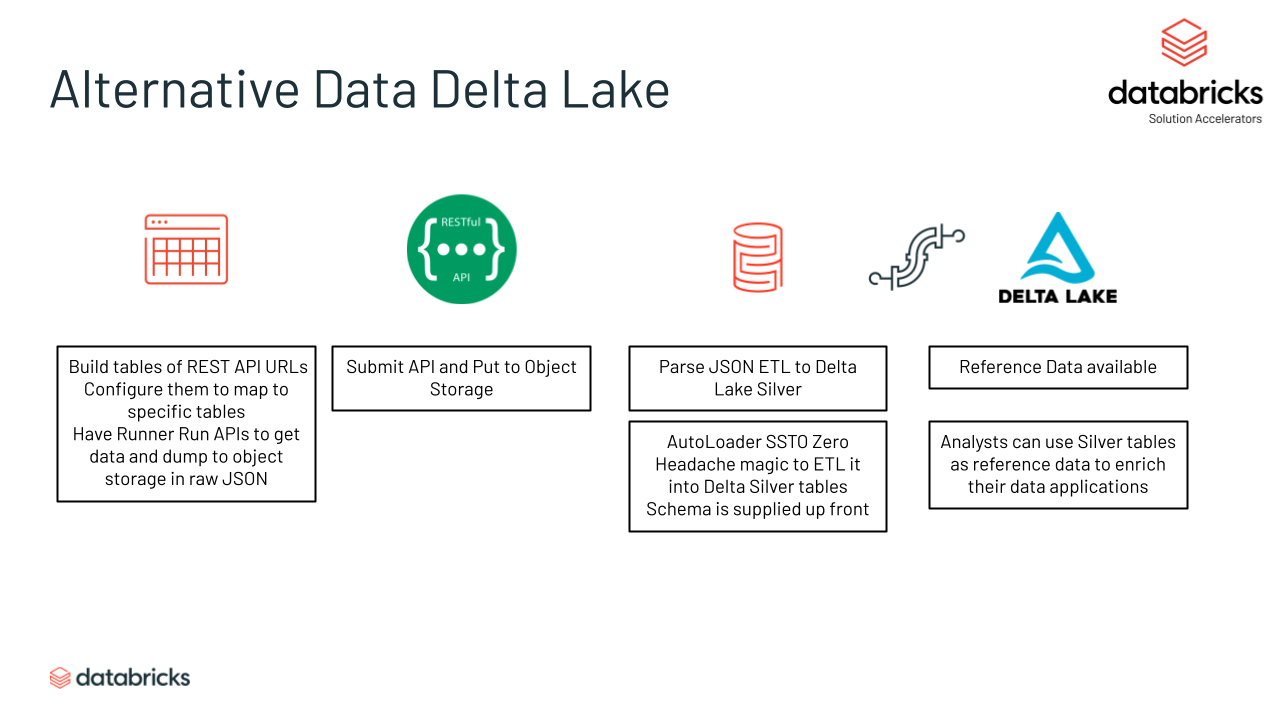 Alternative Data Delta Lake
databricks
Solution Accelerators
RESTful
API
DELTA LAKE
Build tables of REST API URLs
Configure them to map to
specific tables
Have Runner Run APIs to get
data and dump to object
storage in raw JSON
Submit API and Put to Object
Storage
Parse JSON ETL to Delta
Lake Silver
AutoLoader SSTO Zero
Headache magic to ETL it
into Delta Silver tables
Schema is supplied up front
Reference Data available
Analysts can use Silver tables
as reference data to enrich
their data applications
databricks